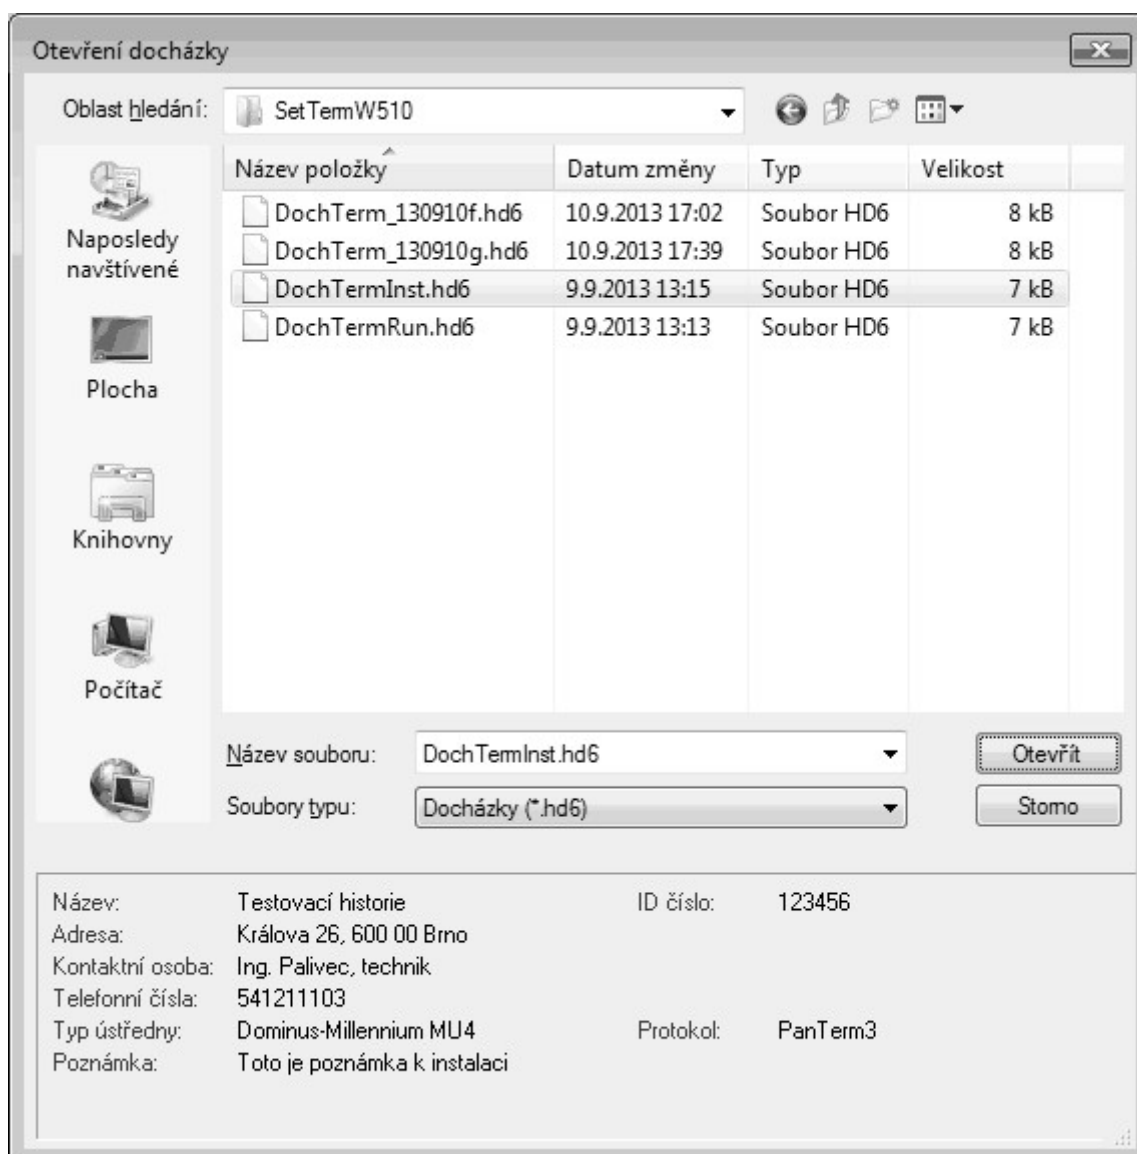 Otevření docházky
Oblast hledání: SetTermW510
Naposledy navštívené
Plocha
Knihovny
Počítač
Název položky Datum změny Typ Velikost
DochTerm_130910f.hd6 10.9.2013 17:02 Soubor HD6 8 kB
DochTerm_130910g.hd6 10.9.2013 17:39 Soubor HD6 8 kB
DochTermInst.hd6 9.9.2013 13:15 Soubor HD6 7 kB
DochTermRun.hd6 9.9.2013 13:13 Soubor HD6 7 kB
Název souboru: DochTermInst.hd6 Otevřít
Soubory typu: Docházky (*.hd6) Storno
Název: Testovací historie ID číslo: 123456
Adresa: Králova 26, 600 00 Brno
Kontaktní osoba: Ing. Palivec, technik
Telefonní čísla: 541211103
Typ ústředny: Dominus-Millennium MU4 Protokol: PanTerm3
Poznámka: Toto je poznámka k instalaci